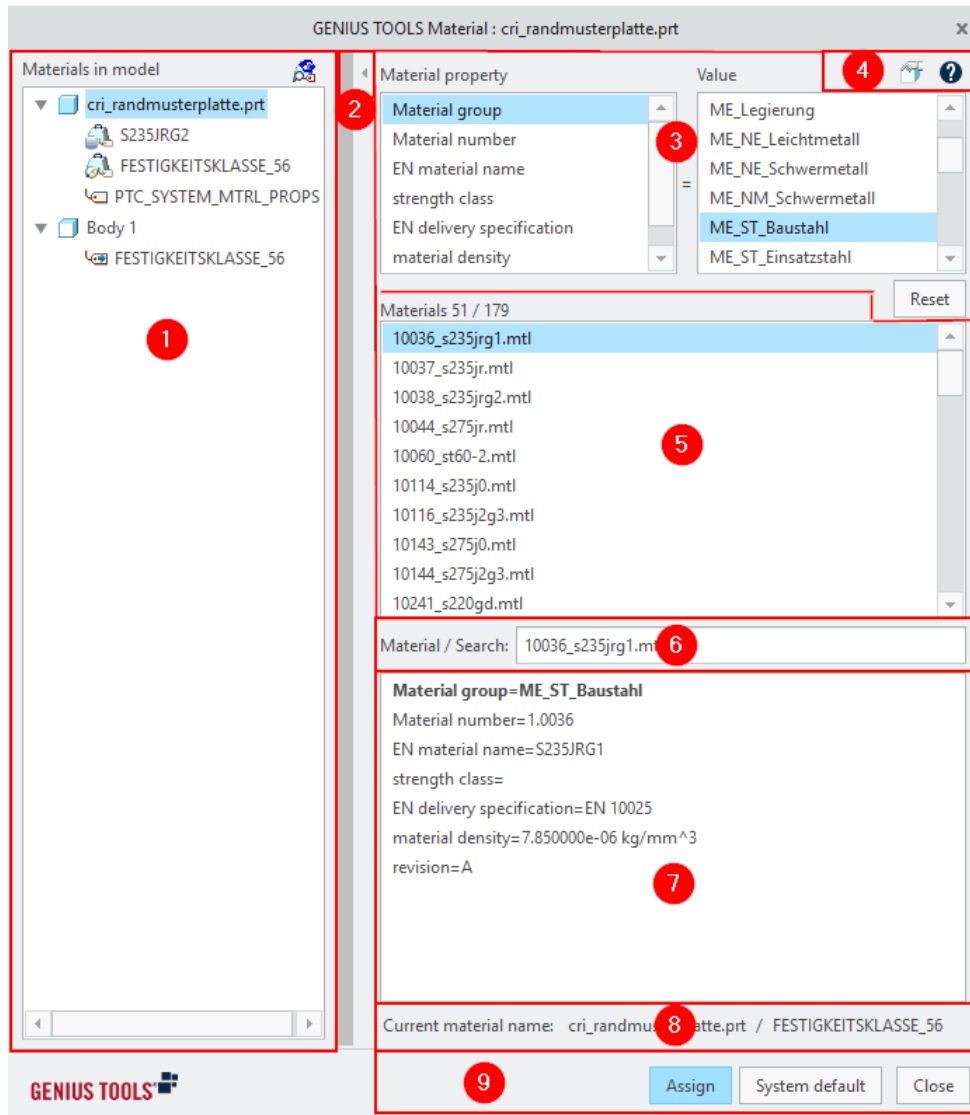 GENIUS TOOLS Material : cri_randmusterplatte.prt x
Materials in model
cri_randmusterplatte.prt
S235JRG2
FESTIGKEITSKLASSE_56
PTC_SYSTEM_MTRL_PROPS
Body 1
FESTIGKEITSKLASSE_56
1
2
Material property
Value
4
?
Material group
Material number
EN material name
strength class
EN delivery specification
material density
3
=
ME_Legierung
ME_NE_Leichtmetall
ME_NE_Schwermetall
ME_NM_Schwermetall
ME_ST_Baustahl
ME_ST_Einsatzstahl
Reset
Materials 51 / 179
10036_s235jrg1.mtl
10037_s235jr.mtl
10038_s235jrg2.mtl
10044_s275jr.mtl
10060_st60-2.mtl
10114_s235j0.mtl
10116_s235j2g3.mtl
10143_s275j0.mtl
10144_s275j2g3.mtl
10241_s220gd.mtl
5
Material / Search: 10036_s235jrg1.m
6
Material group=ME_ST_Baustahl
Material number=1.0036
EN material name=S235JRG1
strength class=
EN delivery specification=EN 10025
material density=7.850000e-06 kg/mm^3
revision=A
7
Current material name: cri_randmus 8 atte.prt / FESTIGKEITSKLASSE_56
GENIUS TOOLS
9
Assign System default Close